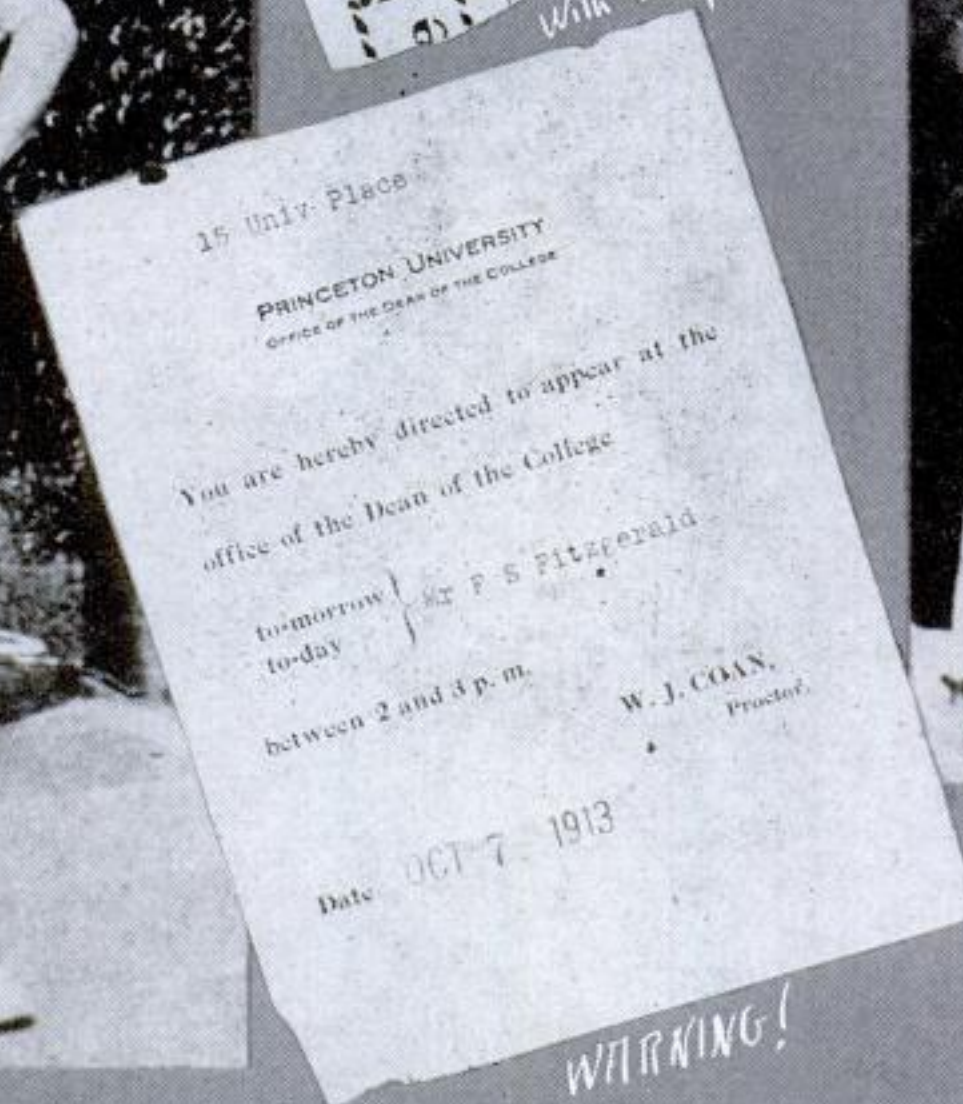 with
15 Univ. Place
PRINCETON UNIVERSITY
OFFICE OF THE DEAN OF THE COLLEGE
You are hereby directed to appear at the
office of the Dean of the College
to-morrow } Mr F S Fitzgerald
to-day
between 2 and 3 p. m.
W. J. COAN,
Proctor.
Date OCT 7 1913
WARNING!